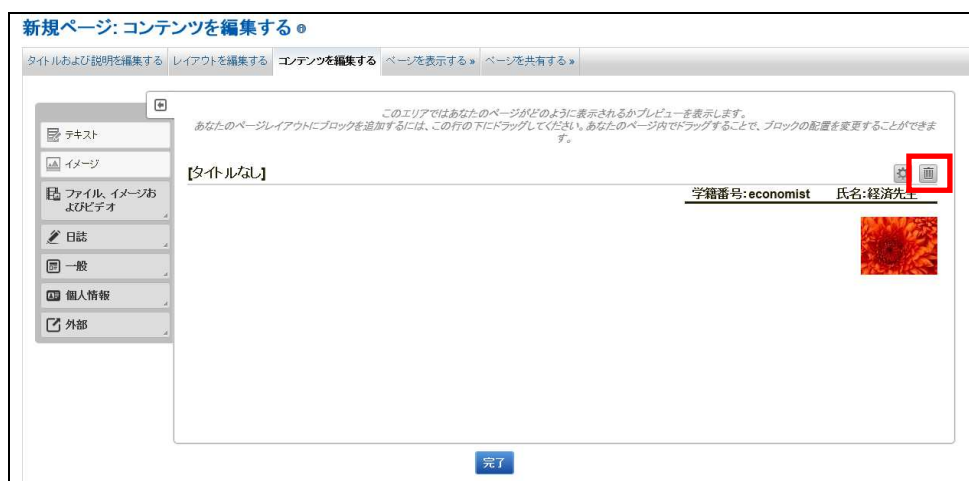 新規ページ: コンテンツを編集する
タイトルおよび説明を編集する レイアウトを編集する コンテンツを編集する ページを表示する » ページを共有する »
このエリアではあなたのページがどのように表示されるかプレビューを表示します。
あなたのページレイアウトにブロックを追加するには、この行の下にドラッグしてください。あなたのページ内でドラッグすることで、ブロックの配置を変更することができま
す。
テキスト
イメージ
ファイル、イメージお
よびビデオ
日誌
一般
個人情報
外部
[タイトルなし]
学籍番号:economist 氏名:経済先生
完了